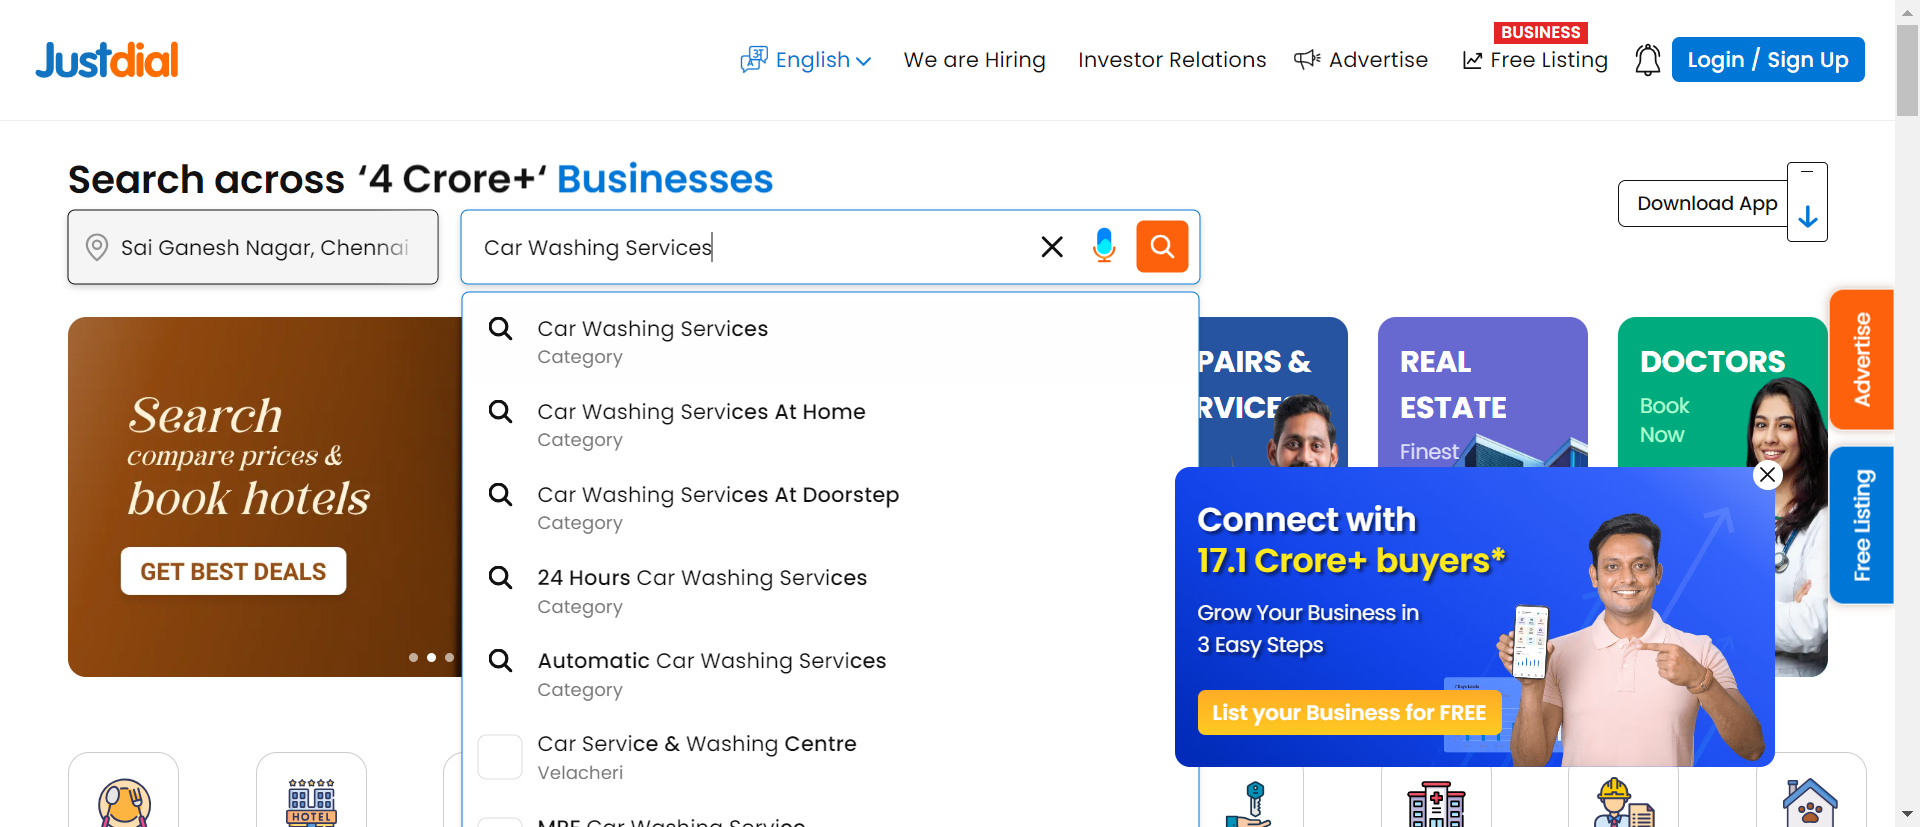 Justdial
English
We are Hiring
Investor Relations
Advertise
BUSINESS
Free Listing
Login / Sign Up
Search across ‘4 Crore+‘ Businesses
Download App
Sai Ganesh Nagar, Chennai
Car Washing Services
Car Washing Services
Category
Car Washing Services At Home
Category
Car Washing Services At Doorstep
Category
24 Hours Car Washing Services
Category
Automatic Car Washing Services
Category
Car Service & Washing Centre
Velacheri
MRF Car Washing Service
Search
compare prices &
book hotels
GET BEST DEALS
PAIRS &
RVICE
REAL
ESTATE
Finest
DOCTORS
Book
Now
Advertise
Free Listing
Connect with
17.1 Crore+ buyers*
Grow Your Business in
3 Easy Steps
List your Business for FREE
HOTEL